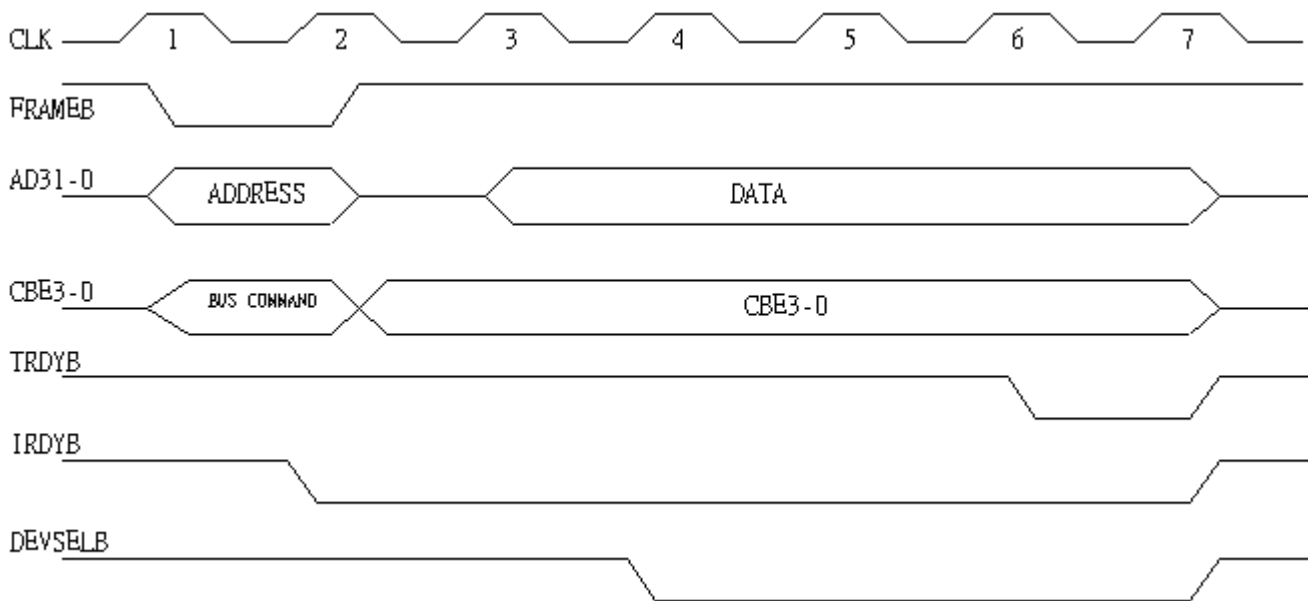 CLK 1 2 3 4 5 6 7
FRAMEB
AD31-0 ADDRESS DATA
CBE3-0 BUS COMMAND CBE3-0
TRDYB
IRDYB
DEVSELB